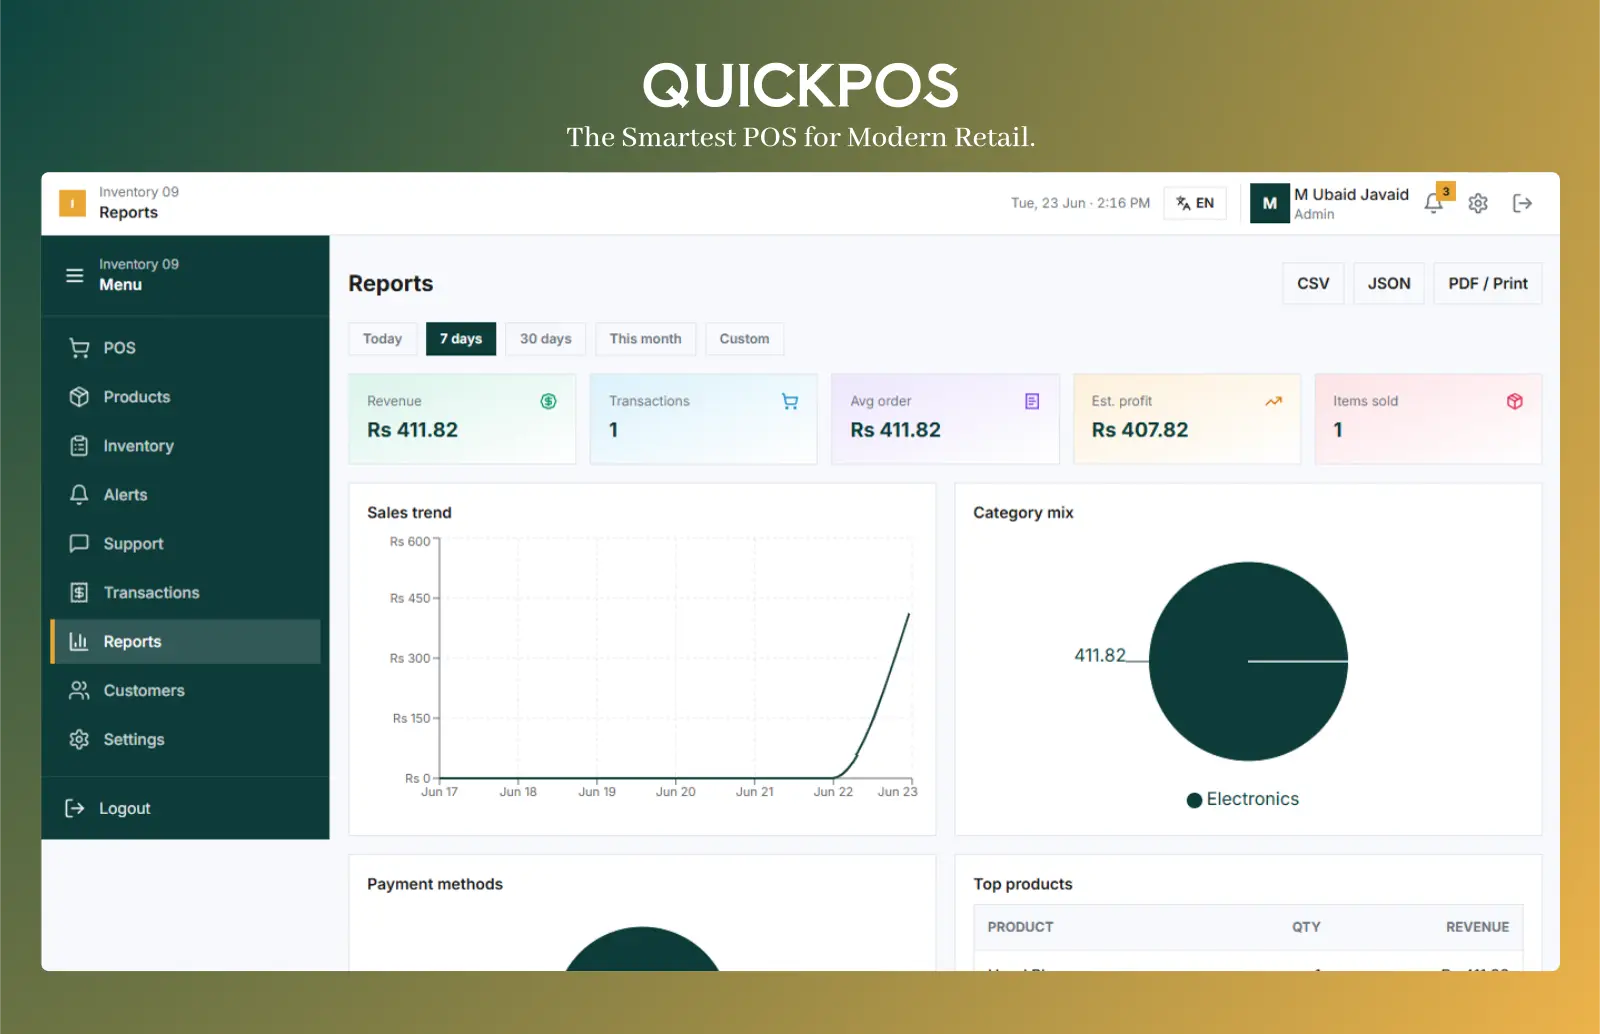 QUICKPOS
The Smartest POS for Modern Retail.
I
Inventory 09
Reports
Tue, 23 Jun · 2:16 PM
EN
M
M Ubaid Javaid
Admin
3
Inventory 09
Menu
POS
Products
Inventory
Alerts
Support
Transactions
Reports
Customers
Settings
Logout
Reports
CSV
JSON
PDF / Print
Today
7 days
30 days
This month
Custom
Revenue
Rs 411.82
Transactions
1
Avg order
Rs 411.82
Est. profit
Rs 407.82
Items sold
1
Sales trend
Rs 600
Rs 450
Rs 300
Rs 150
Rs 0
Jun 17 Jun 18 Jun 19 Jun 20 Jun 21 Jun 22 Jun 23
Category mix
411.82
Electronics
Payment methods
Top products
PRODUCT QTY REVENUE